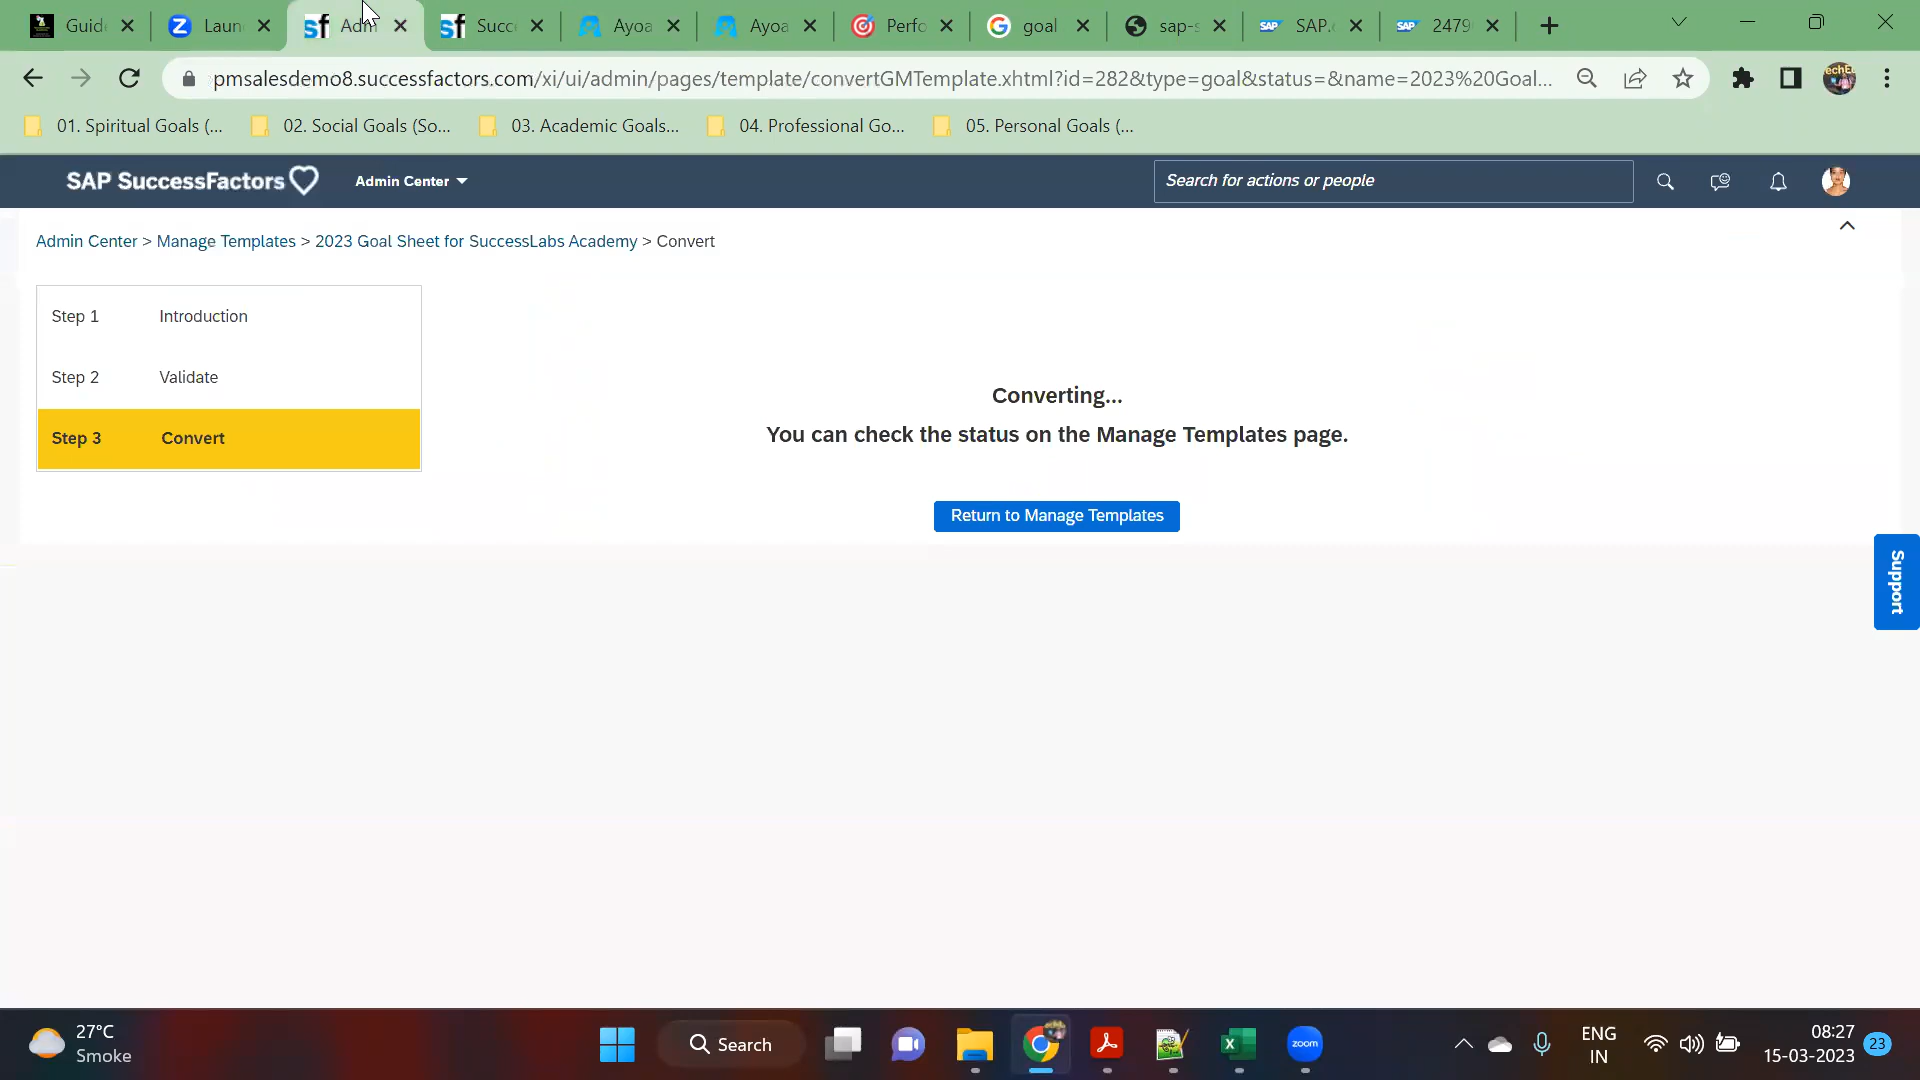 Guid
Laun
Adm
Succ
Ayoa
Ayoa
Perfo
goal
sap-s
SAP.
2479
pmsalesdemo8.successfactors.com/xi/ui/admin/pages/template/convertGMTemplate.xhtml?id=282&type=goal&status=&name=2023%20Goal...
01. Spiritual Goals (...
02. Social Goals (So...
03. Academic Goals...
04. Professional Go...
05. Personal Goals (...
SAP SuccessFactors
Admin Center
Search for actions or people
Admin Center > Manage Templates > 2023 Goal Sheet for SuccessLabs Academy > Convert
Step 1 Introduction
Step 2 Validate
Step 3 Convert
Converting...
You can check the status on the Manage Templates page.
Return to Manage Templates
Support
27°C
Smoke
Search
zoom
ENG
IN
08:27
15-03-2023
23